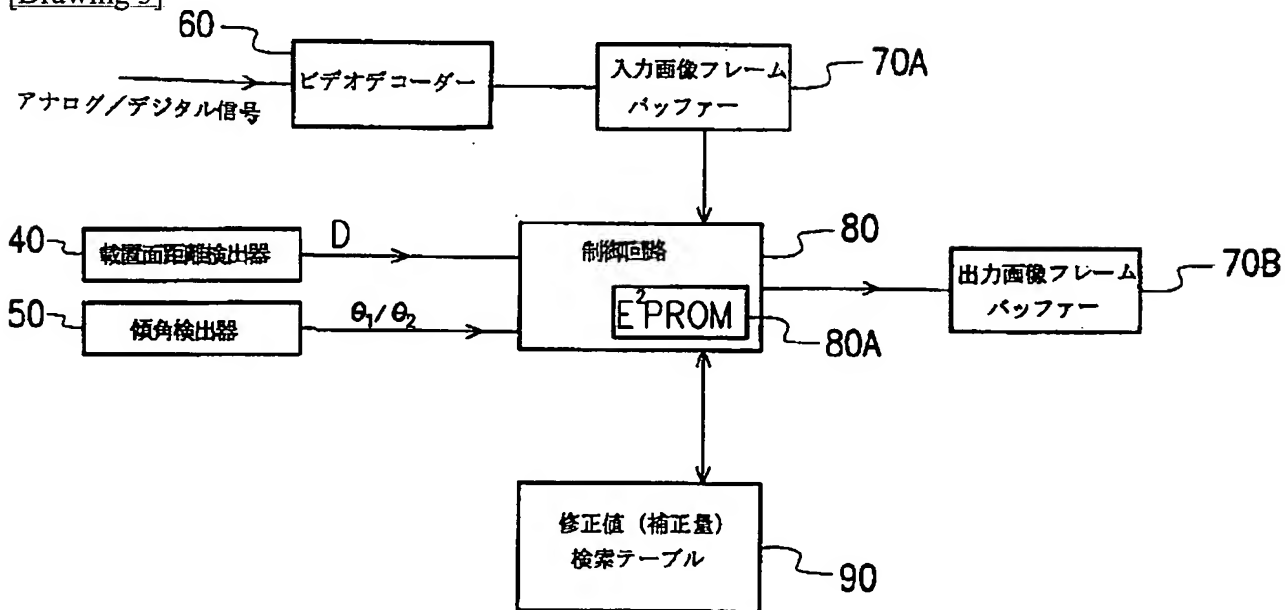 60
アナログ/デジタル信号
ビデオデコーダー
入力画像フレーム
バッファー
70A
40
載置面距離検出器
D
50
傾角検出器
θ₁/θ₂
制御回路
E²PROM
80
80A
出力画像フレーム
バッファー
70B
修正値(補正量)
検索テーブル
90